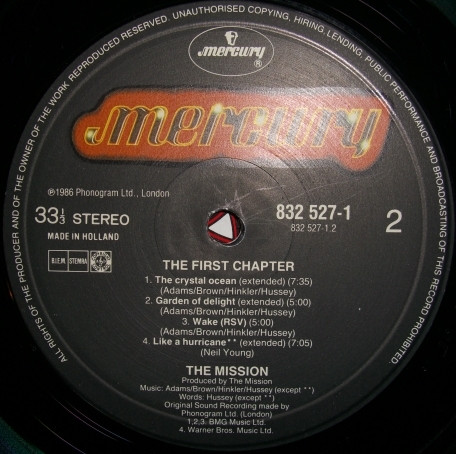 ALL RIGHTS OF THE PRODUCER AND OF THE OWNER OF THE WORK REPRODUCED RESERVED. UNAUTHORISED COPYING, HIRING, LENDING, PUBLIC PERFORMANCE AND BROADCASTING OF THIS RECORD PROHIBITED.
mercury®
mercury
℗1986 Phonogram Ltd., London
33⅓ STEREO
MADE IN HOLLAND
B.I.E.M. STEMRA
832 527-1
832 527-1.2
2
THE FIRST CHAPTER
1. The crystal ocean (extended) (7:35)
(Adams/Brown/Hinkler/Hussey)
2. Garden of delight (extended) (5:00)
(Adams/Brown/Hinkler/Hussey)
3. Wake (RSV) (5:00)
(Adams/Brown/Hinkler/Hussey)
4. Like a hurricane** (extended) (7:05)
(Neil Young)
THE MISSION
Produced by The Mission
Music: Adams/Brown/Hinkler/Hussey (except **)
Words: Hussey (except **)
Original Sound Recording made by
Phonogram Ltd. (London)
1,2,3. BMG Music Ltd.
4. Warner Bros. Music Ltd.